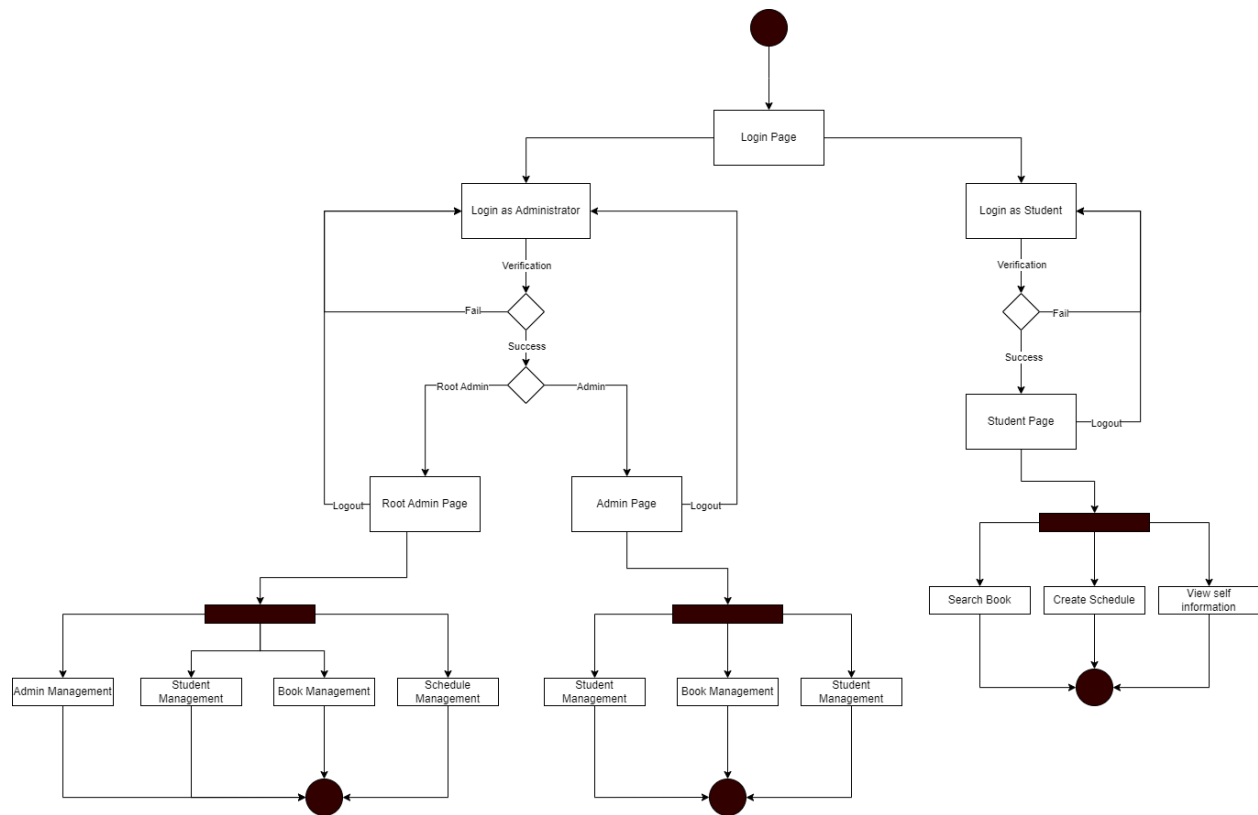 Login Page
Login as Administrator
Login as Student
Verification
Verification
Fail
Fail
Success
Success
Root Admin
Admin
Student Page
Logout
Root Admin Page
Logout
Admin Page
Logout
Search Book
Create Schedule
View self
information
Admin Management
Student
Management
Book Management
Schedule
Management
Student
Management
Book Management
Student
Management